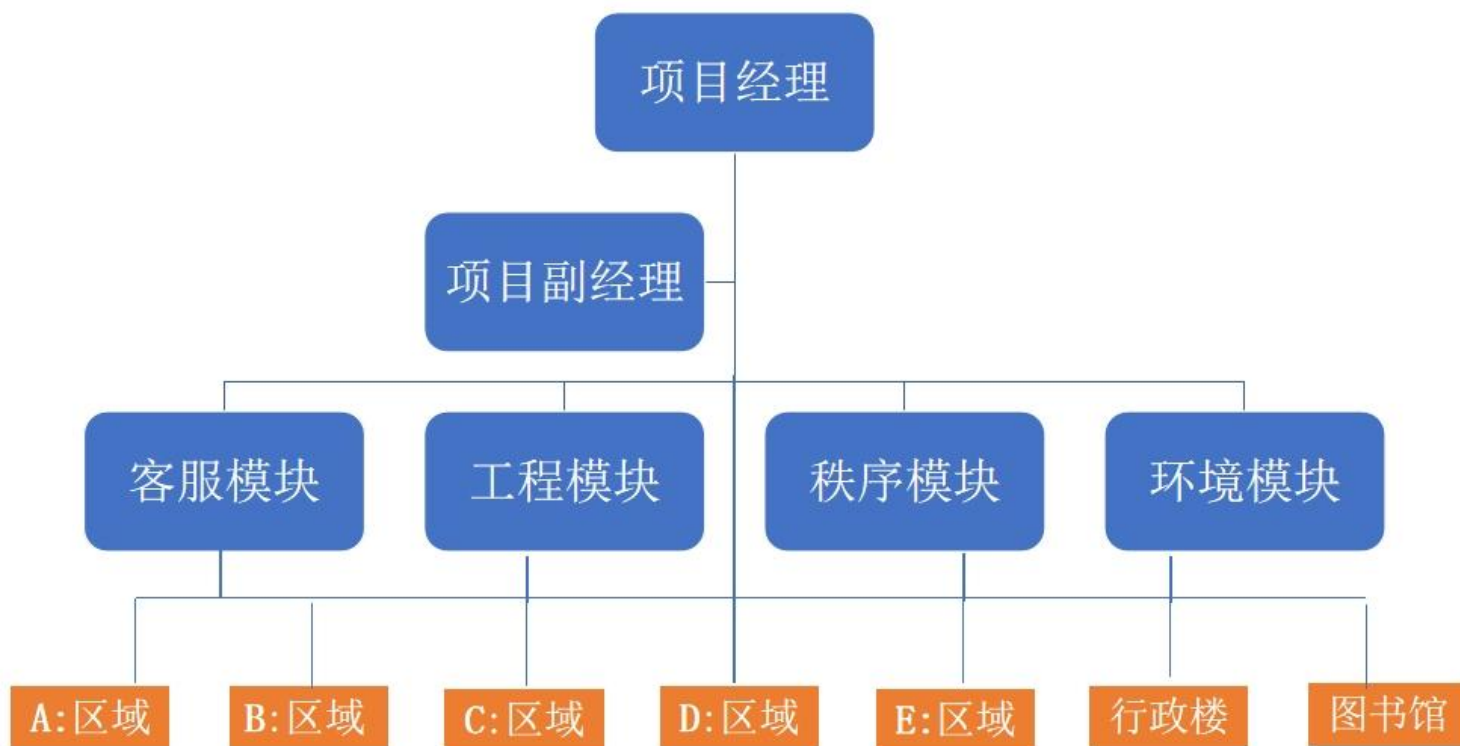 项目经理
项目副经理
客服模块
工程模块
秩序模块
环境模块
A:区域
B:区域
C:区域
D:区域
E:区域
行政楼
图书馆